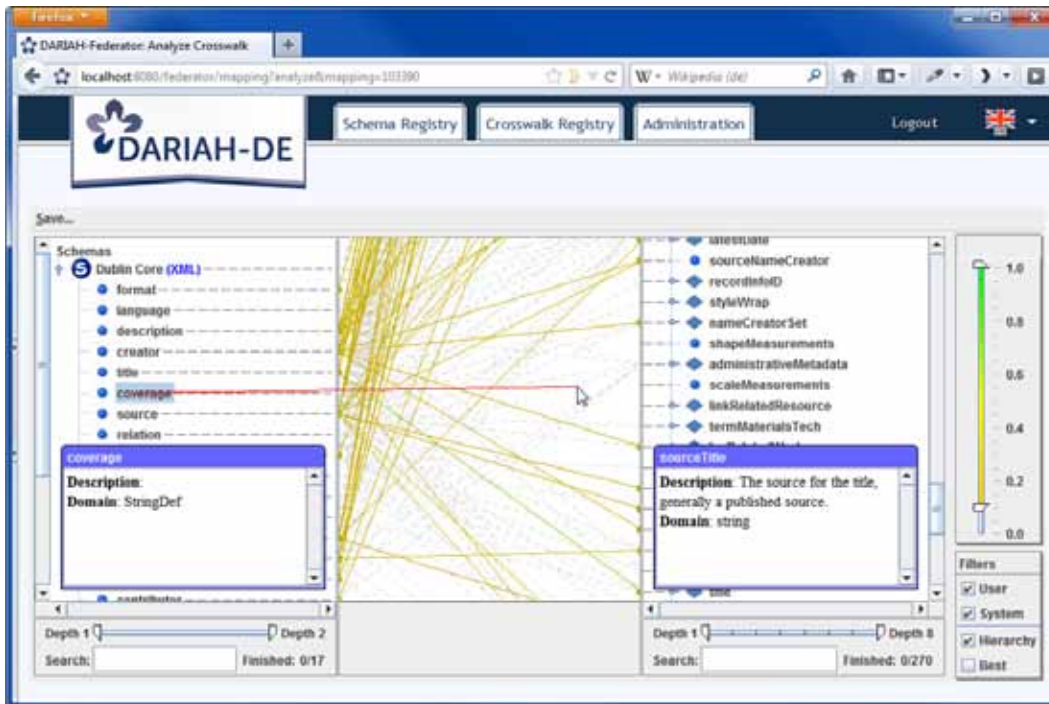 Firefox
DARIAH-Federator: Analyze Crosswalk
localhost:8080/federator/mapping?analyze&mapping=103390
W - Wikipedia (de)
DARIAH-DE
Schema Registry
Crosswalk Registry
Administration
Logout
Save...
Schemas
S Dublin Core (XML)
format
language
description
creator
title
coverage
source
relation
coverage
Description:
Domain: StringDef
contributor
Depth 1
Depth 2
Search:
Finished: 0/17
latestDate
sourceNameCreator
recordInfoID
styleWrap
nameCreatorSet
shapeMeasurements
administrativeMetadata
scaleMeasurements
linkRelatedResource
termMaterialsTech
sourceTitle
Description: The source for the title,
generally a published source.
Domain: string
title
Depth 1
Depth 8
Search:
Finished: 0/270
1.0
0.8
0.6
0.4
0.2
0.0
Filters
User
System
Hierarchy
Best